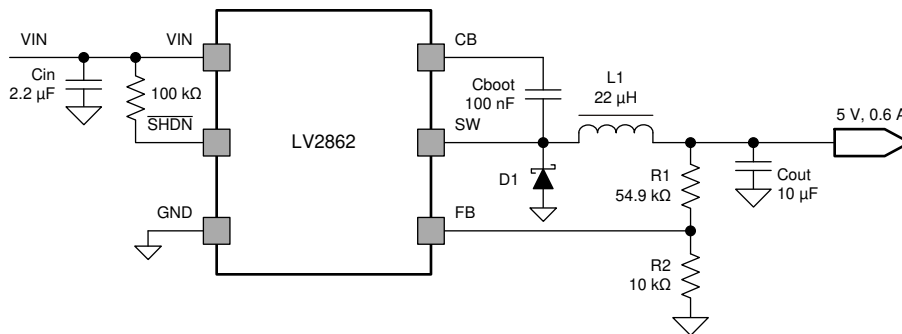 VIN
VIN
CB
Cin
2.2 µF
100 kΩ
SHDN
Cboot
100 nF
L1
22 µH
SW
LV2862
5 V, 0.6 A
D1
R1
54.9 kΩ
Cout
10 µF
GND
FB
R2
10 kΩ